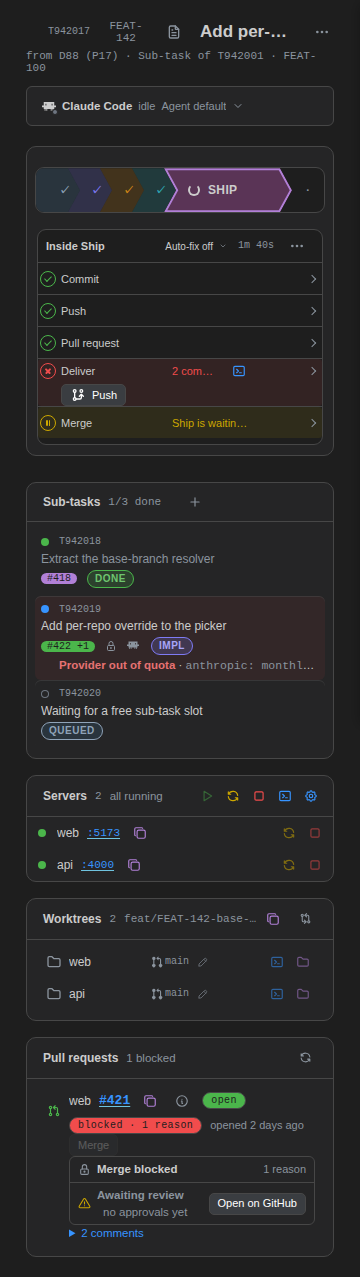 T942017 FEAT-142 Add per-…
from D88 (P17) · Sub-task of T942001 · FEAT-100
Claude Code idle Agent default
SHIP
Inside Ship Auto-fix off 1m 40s
Commit
Push
Pull request
Deliver 2 com…
Push
Merge Ship is waitin…
Sub-tasks 1/3 done
T942018
Extract the base-branch resolver
#418 DONE
T942019
Add per-repo override to the picker
#422 +1 IMPL
Provider out of quota · anthropic: monthl…
T942020
Waiting for a free sub-task slot
QUEUED
Servers 2 all running
web :5173
api :4000
Worktrees 2 feat/FEAT-142-base-…
web main
api main
Pull requests 1 blocked
web #421 open
blocked · 1 reason opened 2 days ago
Merge
Merge blocked 1 reason
Awaiting review
no approvals yet
Open on GitHub
2 comments